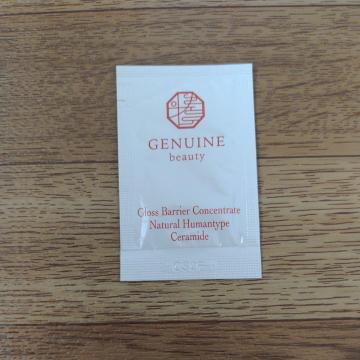 GENUINE
beauty
Gloss Barrier Concentrate
Natural Humantype
Ceramide